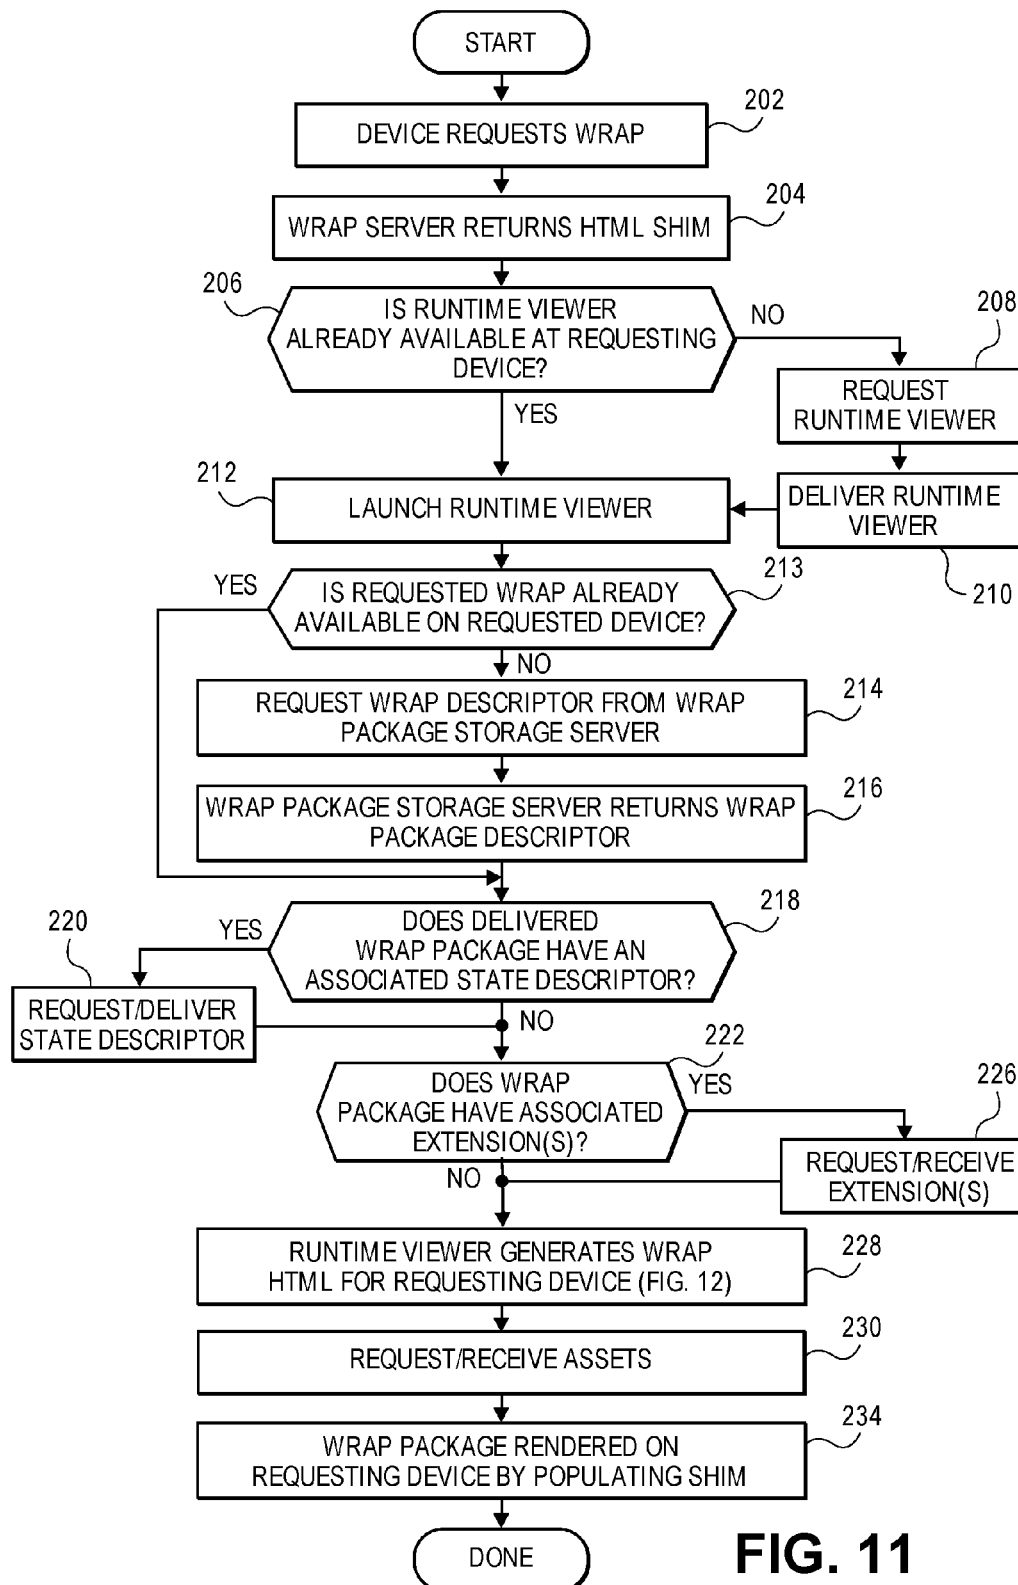 START
202
DEVICE REQUESTS WRAP
204
WRAP SERVER RETURNS HTML SHIM
206
IS RUNTIME VIEWER
ALREADY AVAILABLE AT REQUESTING
DEVICE?
NO
208
REQUEST
RUNTIME VIEWER
YES
212
LAUNCH RUNTIME VIEWER
DELIVER RUNTIME
VIEWER
210
YES
213
IS REQUESTED WRAP ALREADY
AVAILABLE ON REQUESTED DEVICE?
NO
214
REQUEST WRAP DESCRIPTOR FROM WRAP
PACKAGE STORAGE SERVER
216
WRAP PACKAGE STORAGE SERVER RETURNS WRAP
PACKAGE DESCRIPTOR
218
DOES DELIVERED
WRAP PACKAGE HAVE AN
ASSOCIATED STATE DESCRIPTOR?
YES
220
REQUEST/DELIVER
STATE DESCRIPTOR
NO
222
DOES WRAP
PACKAGE HAVE ASSOCIATED
EXTENSION(S)?
YES
226
REQUEST/RECEIVE
EXTENSION(S)
NO
228
RUNTIME VIEWER GENERATES WRAP
HTML FOR REQUESTING DEVICE (FIG. 12)
230
REQUEST/RECEIVE ASSETS
234
WRAP PACKAGE RENDERED ON
REQUESTING DEVICE BY POPULATING SHIM
DONE
FIG. 11